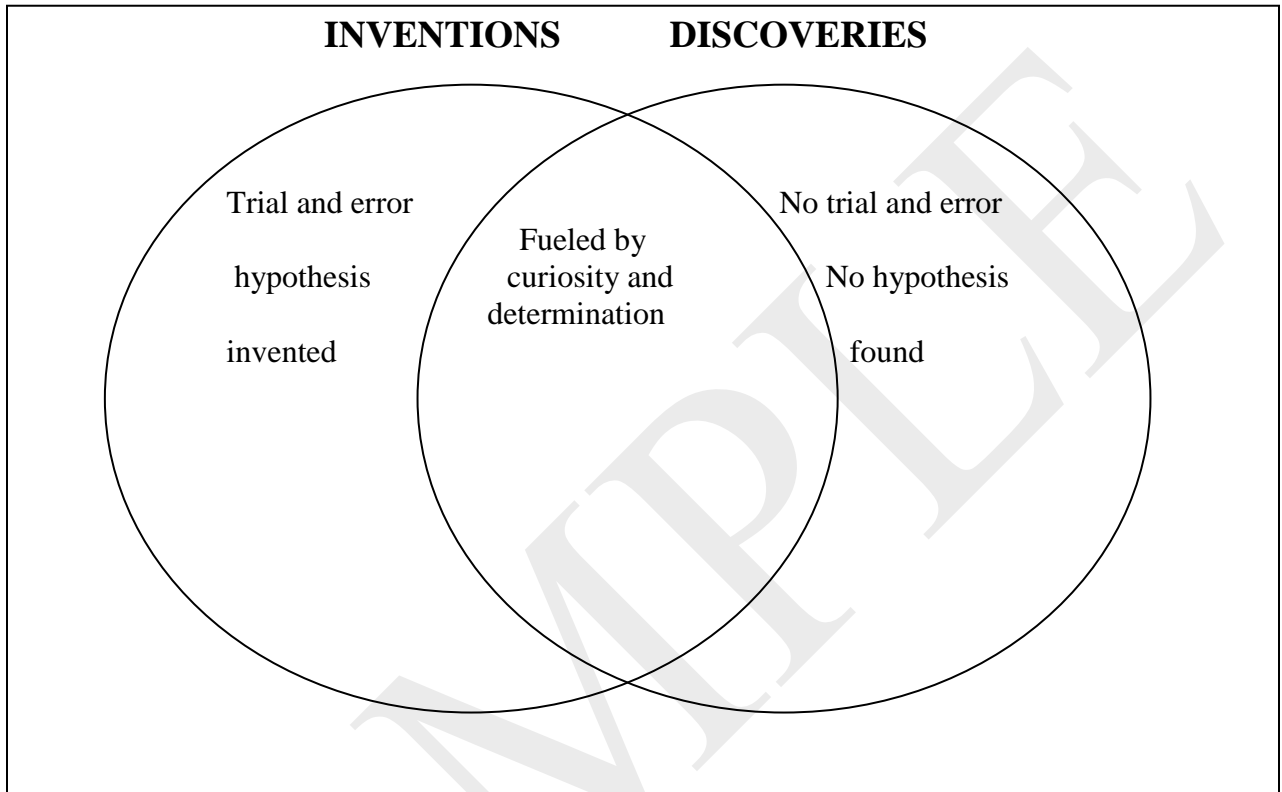 INVENTIONS DISCOVERIES
Trial and error
hypothesis
invented
Fueled by
curiosity and
determination
No trial and error
No hypothesis
found
MPLE